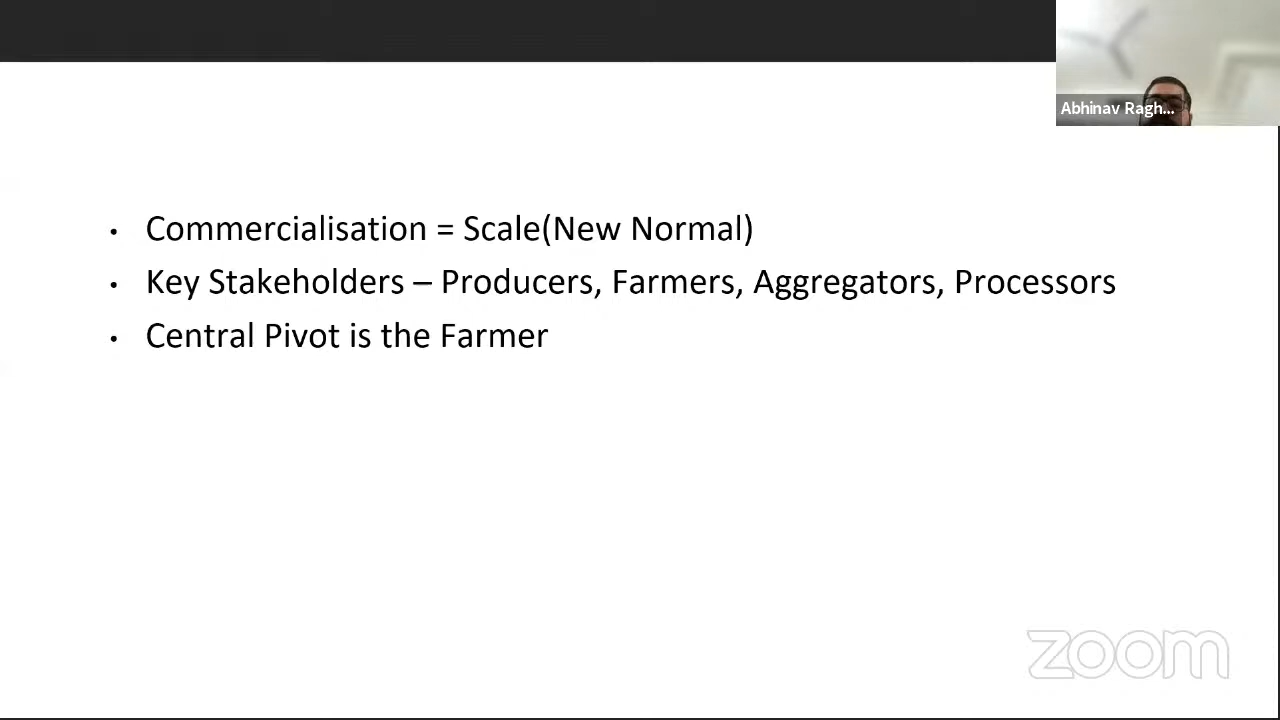 Abhinav Ragh...
• Commercialisation = Scale(New Normal)
• Key Stakeholders – Producers, Farmers, Aggregators, Processors
• Central Pivot is the Farmer
zoom